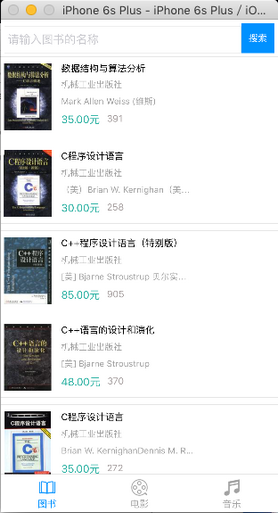 iPhone 6s Plus - iPhone 6s Plus / iO...
请输入图书的名称
搜索
数据结构与算法分析
机械工业出版社
Mark Allen Weiss (维斯)
35.00元 391
C程序设计语言
机械工业出版社
（美）Brian W. Kernighan（美...
30.00元 258
C++程序设计语言（特别版）
机械工业出版社
[美] Bjarne Stroustrup 贝尔实...
85.00元 905
C++语言的设计和演化
机械工业出版社
[美] Bjarne Stroustrup
48.00元 370
C程序设计语言
机械工业出版社
Brian W. KernighanDennis M. R...
35.00元 272
图书
电影
音乐